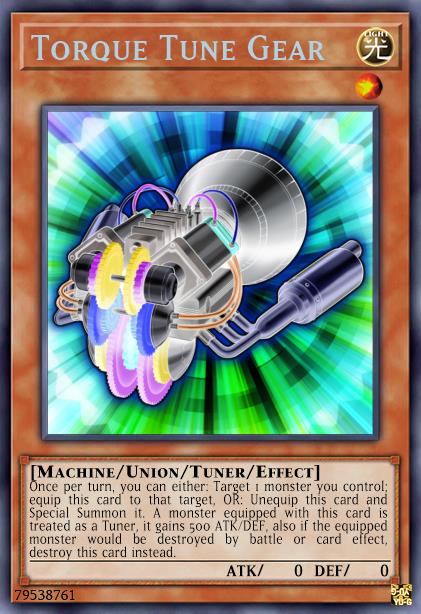 Torque Tune Gear
LIGHT
光
[Machine/Union/Tuner/Effect]
Once per turn, you can either: Target 1 monster you control;
equip this card to that target, OR: Unequip this card and
Special Summon it. A monster equipped with this card is
treated as a Tuner, it gains 500 ATK/DEF, also if the equipped
monster would be destroyed by battle or card effect,
destroy this card instead.
ATK/ 0 DEF/ 0
79538761